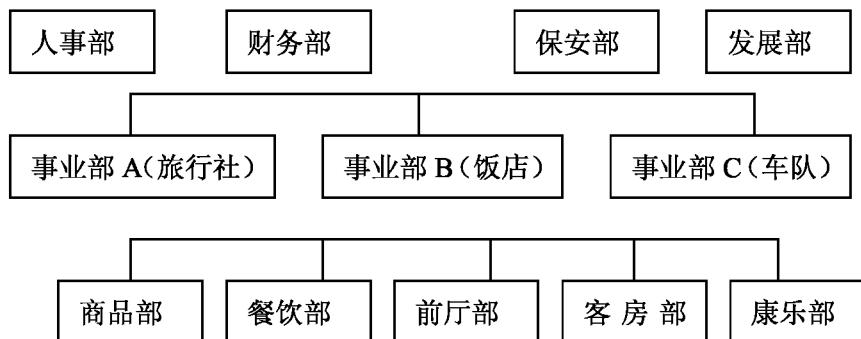 人事部 财务部 保安部 发展部
事业部 A(旅行社) 事业部 B(饭店) 事业部 C(车队)
商品部 餐饮部 前厅部 客 房 部 康乐部